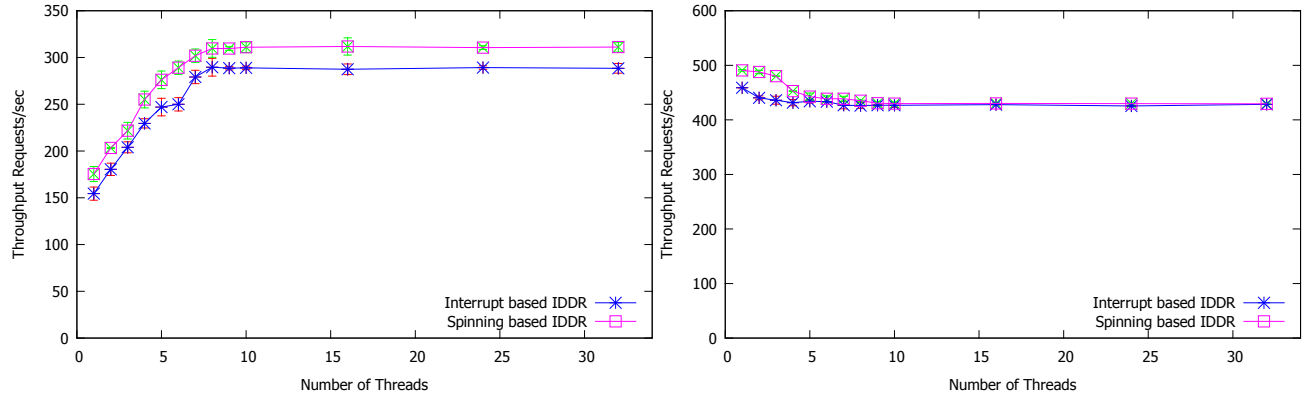 350
300
250
200
150
100
50
0
Throughput Requests/sec
Interrupt based IDDR
Spinning based IDDR
0 5 10 15 20 25 30
Number of Threads
600
500
400
300
200
100
0
Throughput Requests/sec
Interrupt based IDDR
Spinning based IDDR
0 5 10 15 20 25 30
Number of Threads